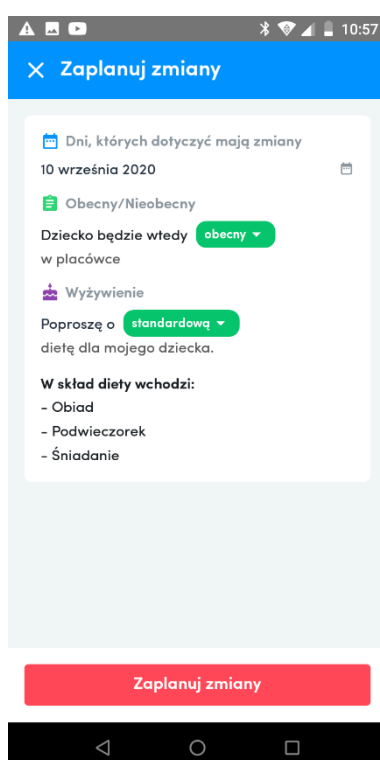 10:57
Zaplanuj zmiany
Dni, których dotyczyć mają zmiany
10 września 2020
Obecny/Nieobecny
Dziecko będzie wtedy obecny
w placówce
Wyżywienie
Poproszę o standardową
dietę dla mojego dziecka.
W skład diety wchodzi:
- Obiad
- Podwieczorek
- Śniadanie
Zaplanuj zmiany